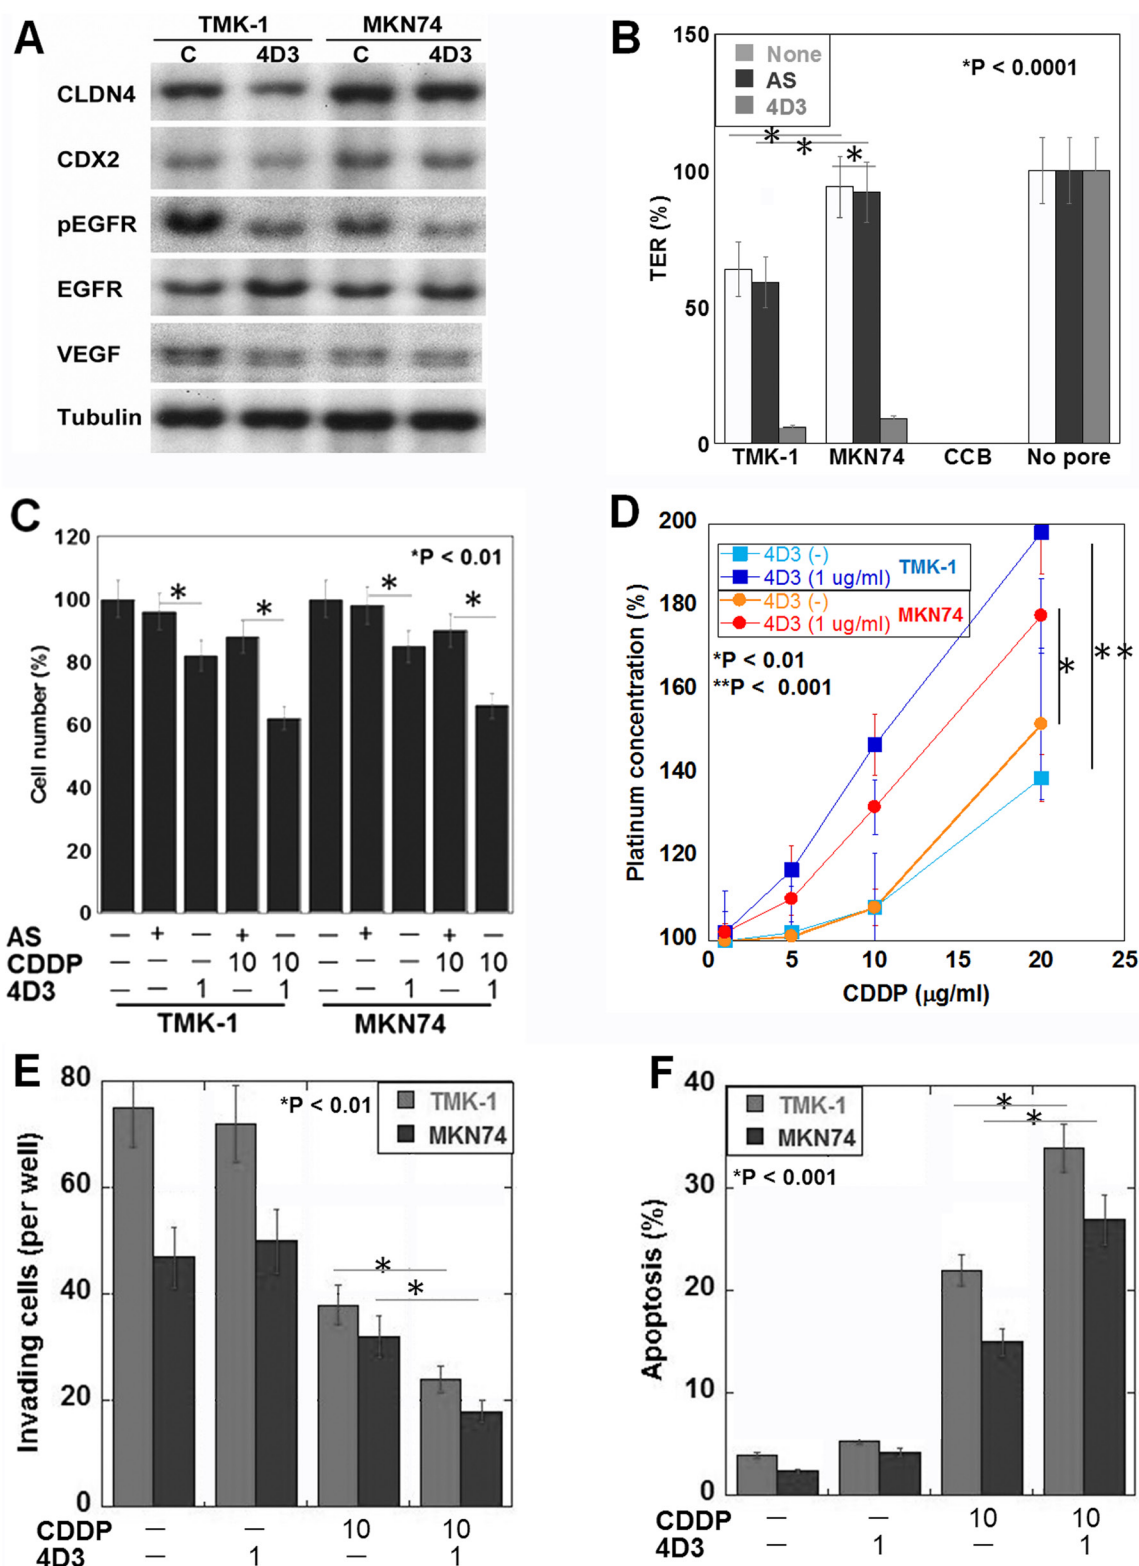 A
TMK-1 MKN74
C 4D3 C 4D3
CLDN4
CDX2
pEGFR
EGFR
VEGF
Tubulin
B
150
100
50
0
TER (%)
None
AS
4D3
*P < 0.0001
* * *
TMK-1 MKN74 CCB No pore
C
120
100
80
60
40
20
0
Cell number (%)
*P < 0.01
* * * *
AS — + — + — — + — + —
CDDP — — — 10 10 — — — 10 10
4D3 — — 1 — 1 — — 1 — 1
TMK-1 MKN74
D
200
180
160
140
120
100
Platinum concentration (%)
4D3 (-)
4D3 (1 ug/ml) TMK-1
4D3 (-)
4D3 (1 ug/ml) MKN74
*P < 0.01
**P < 0.001
* **
0 5 10 15 20 25
CDDP (µg/ml)
E
80
60
40
20
0
Invading cells (per well)
*P < 0.01
TMK-1
MKN74
* *
CDDP — — 10 10
4D3 — 1 — 1
F
40
30
20
10
0
Apoptosis (%)
TMK-1
MKN74
*P < 0.001
* *
CDDP — — 10 10
4D3 — 1 — 1